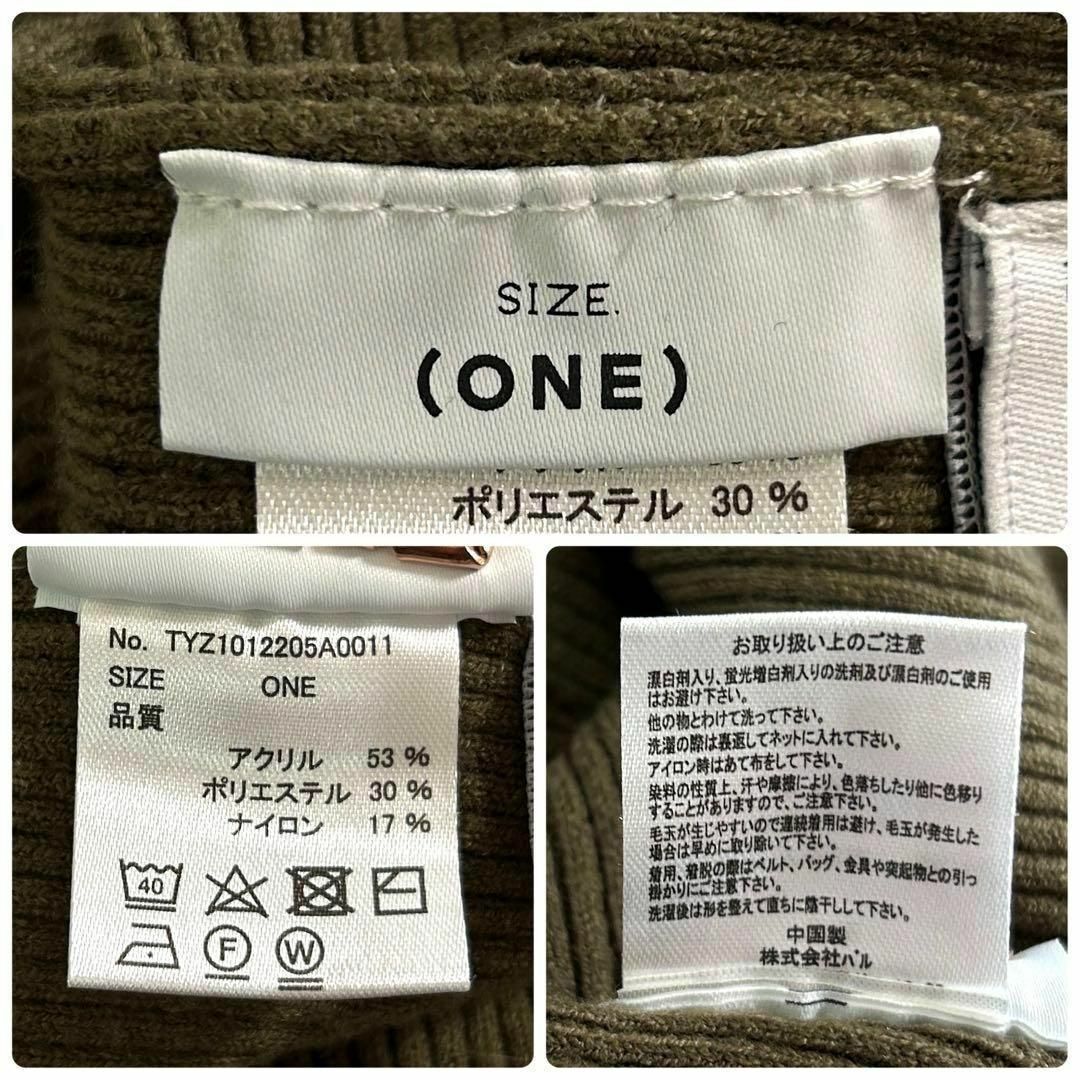 SIZE.
(ONE)
ポリエステル 30 %
No. TYZ1012205A0011
SIZE ONE
品質
アクリル 53 %
ポリエステル 30 %
ナイロン 17 %
40
F W
お取り扱い上のご注意
漂白剤入り、蛍光増白剤入りの洗剤及び漂白剤のご使用
はお避け下さい。
他の物とわけて洗って下さい。
洗濯の際は裏返してネットに入れて下さい。
アイロン時はあて布をして下さい。
染料の性質上、汗や摩擦により、色落ちしたり他に色移り
することがありますので、ご注意下さい。
毛玉が生じやすいので連続着用は避け、毛玉が発生した
場合は早めに取り除いて下さい。
着用、着脱の際はベルト、バッグ、金具や突起物との引っ
掛かりにご注意下さい。
洗濯後は形を整えて直ちに陰干しして下さい。
中国製
株式会社パル